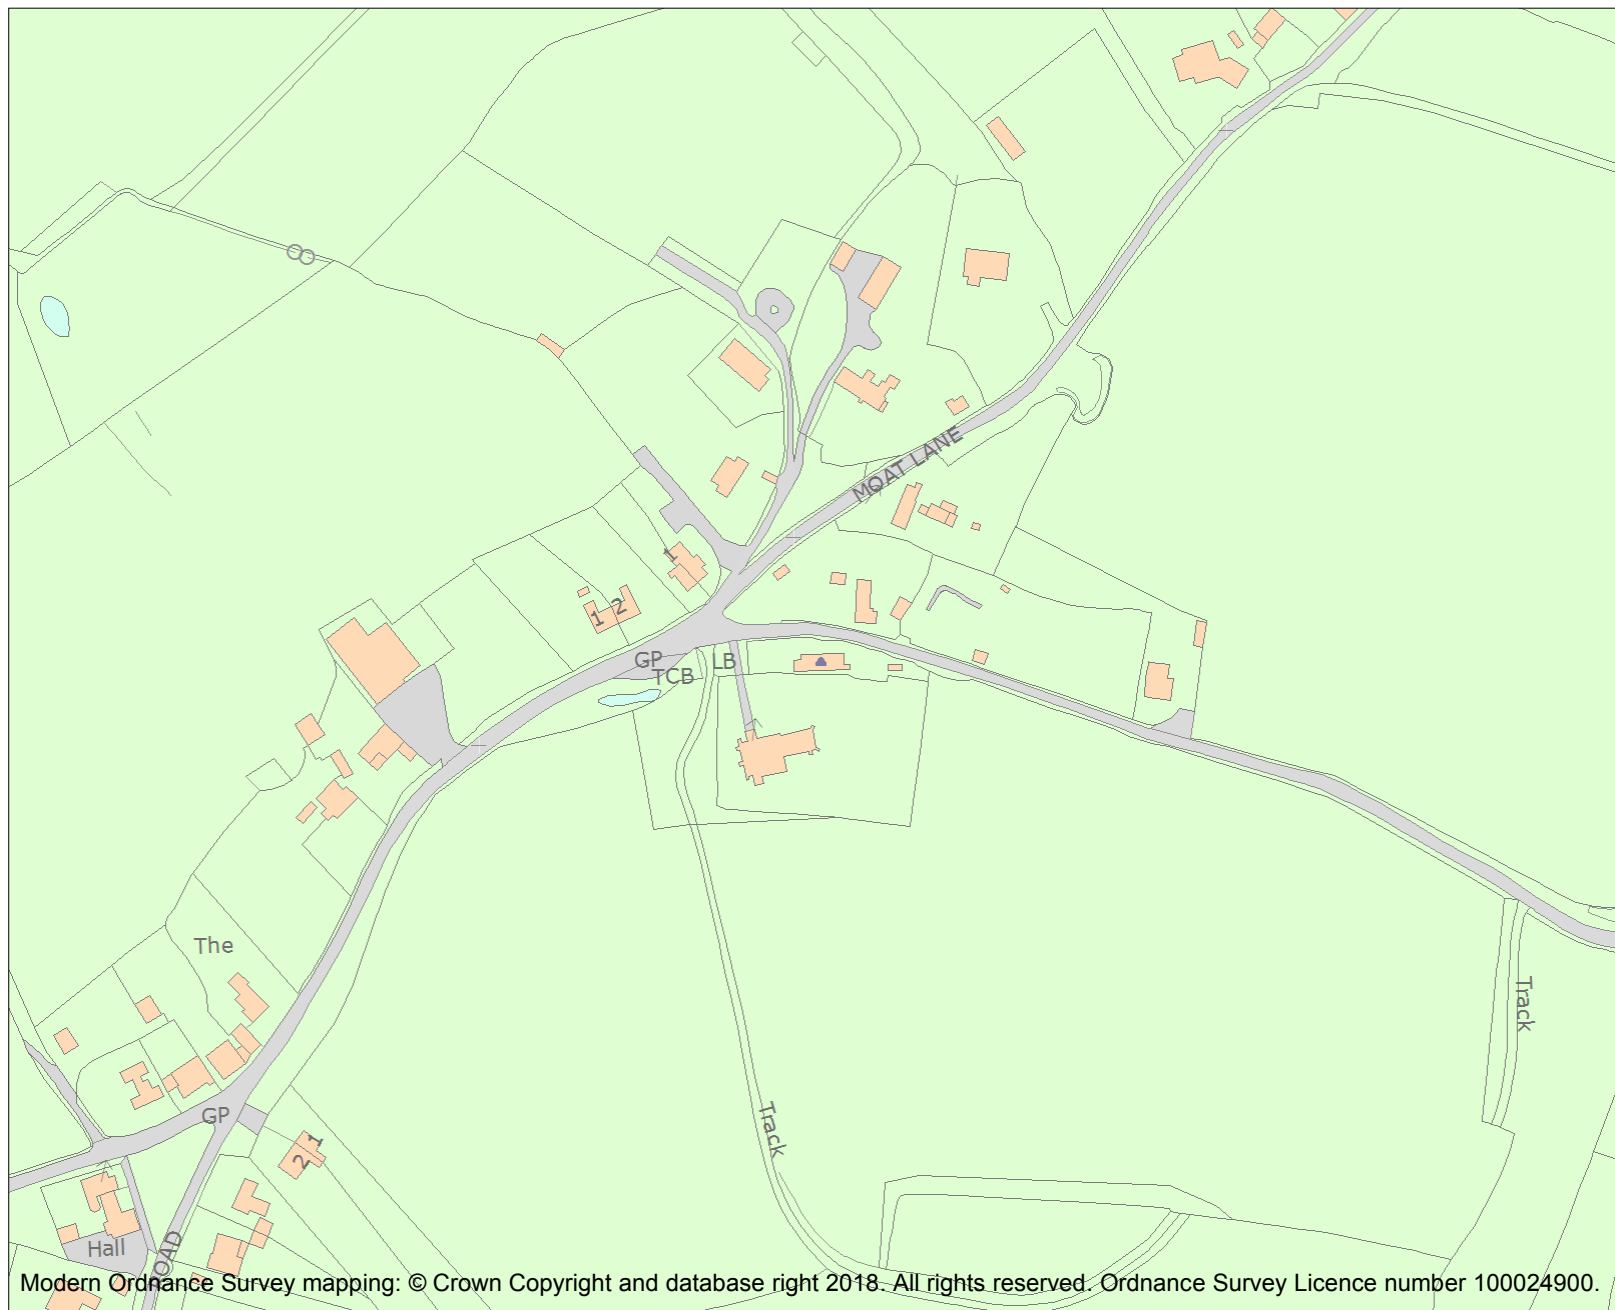 MOAT LANE
1
1 2
GP
LB
TCB
The
Track
Track
GP
1
2
Hall
ROAD
Modern Ordnance Survey mapping: © Crown Copyright and database right 2018. All rights reserved. Ordnance Survey Licence number 100024900.